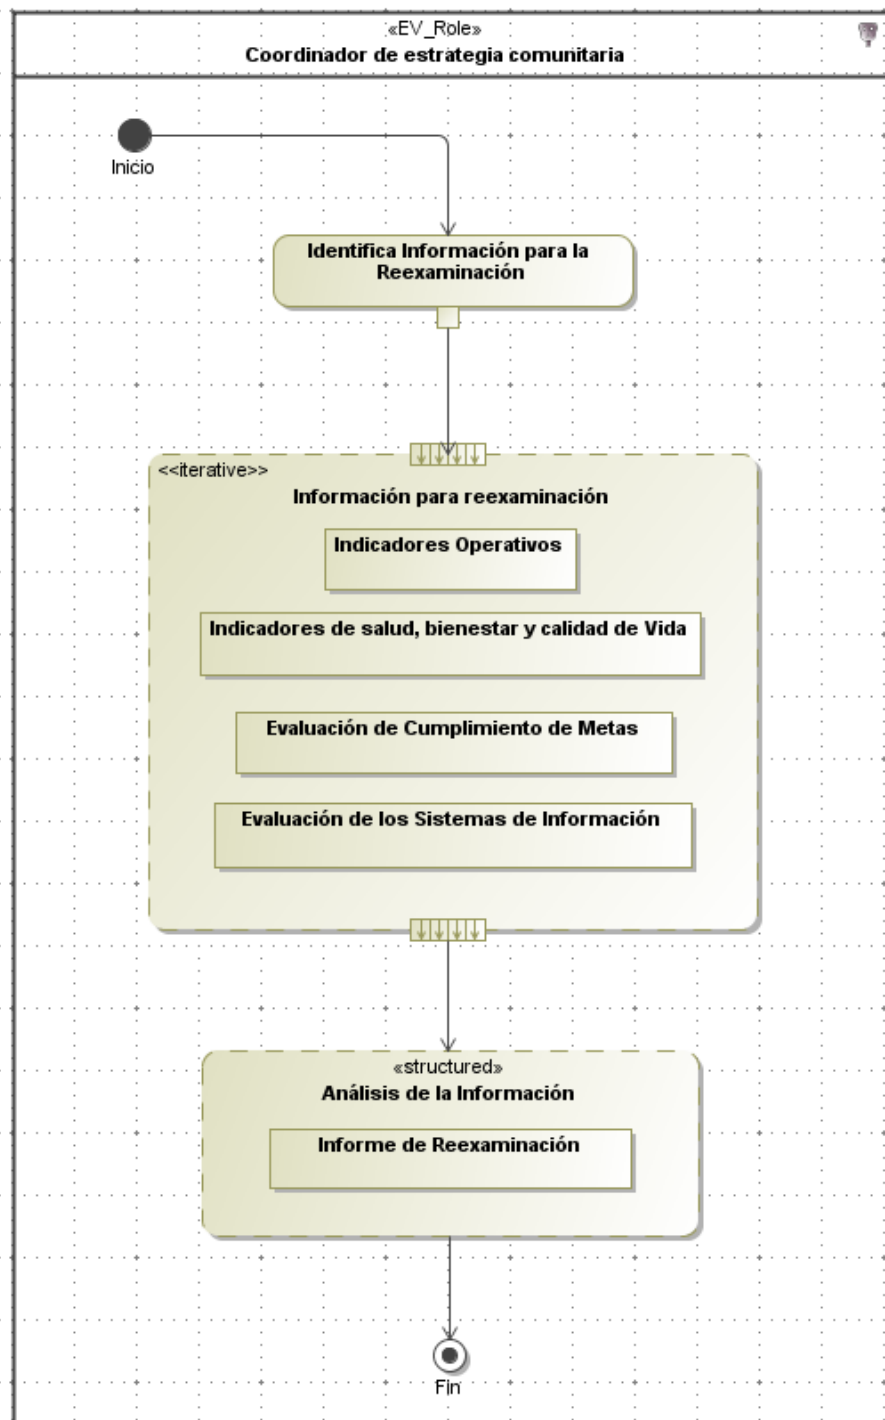 «EV_Role»
Coordinador de estrategia comunitaria
Inicio
Identifica Información para la
Reexaminación
<<iterative>>
Información para reexaminación
Indicadores Operativos
Indicadores de salud, bienestar y calidad de Vida
Evaluación de Cumplimiento de Metas
Evaluación de los Sistemas de Información
«structured»
Análisis de la Información
Informe de Reexaminación
Fin